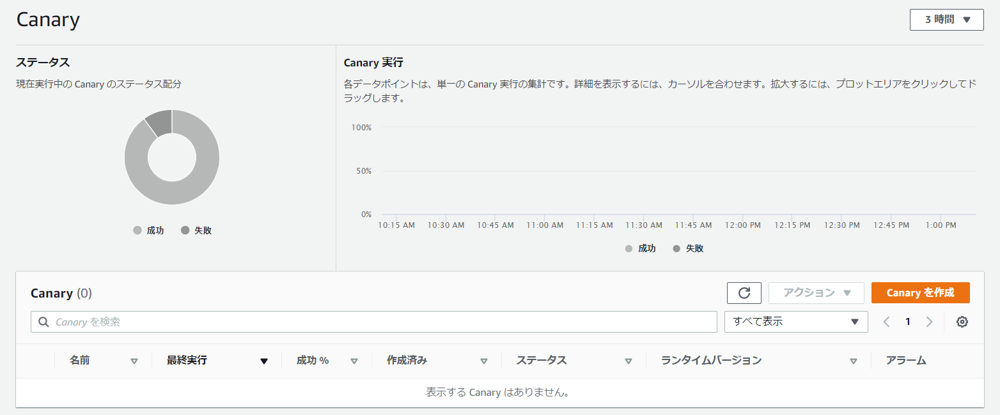 Canary
3 時間
ステータス
現在実行中の Canary のステータス配分
成功
失敗
Canary 実行
各データポイントは、単一の Canary 実行の集計です。詳細を表示するには、カーソルを合わせます。拡大するには、プロットエリアをクリックしてド
ラッグします。
100%
50%
0%
10:15 AM 10:30 AM 10:45 AM 11:00 AM 11:15 AM 11:30 AM 11:45 AM 12:00 PM 12:15 PM 12:30 PM 12:45 PM 1:00 PM
成功 失敗
Canary (0)
アクション
Canary を作成
Canary を検索
すべて表示
1
名前 最終実行 成功 % 作成済み ステータス ランタイムバージョン アラーム
表示する Canary はありません。